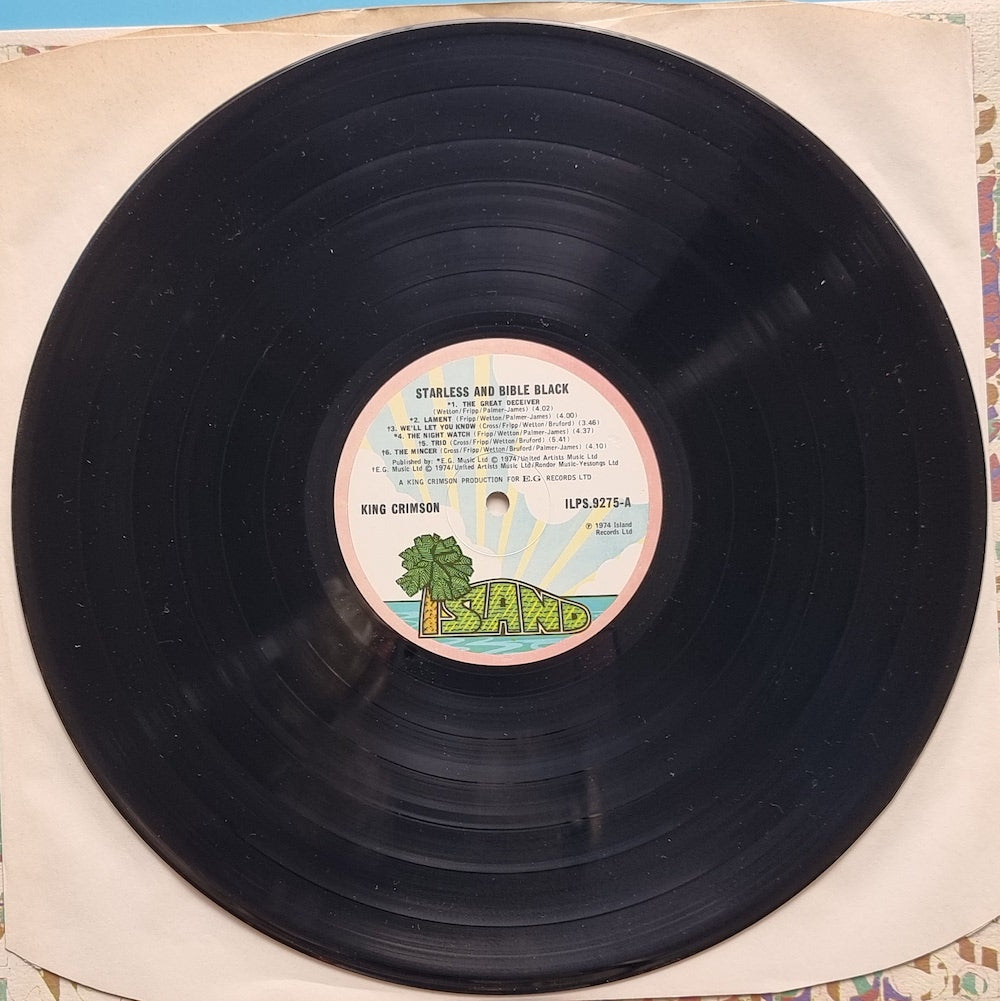 STARLESS AND BIBLE BLACK
*1. THE GREAT DECEIVER
(Wetton/Fripp/Palmer-James) (4.02)
*2. LAMENT (Fripp/Wetton/Palmer-James) (4.00)
†3. WE'LL LET YOU KNOW (Cross/Fripp/Wetton/Bruford) (3.46)
*4. THE NIGHT WATCH (Fripp/Wetton/Palmer-James) (4.37)
†5. TRIO (Cross/Fripp/Wetton/Bruford) (5.41)
†6. THE MINCER (Cross/Fripp/Wetton/Bruford/Palmer-James) (4.10)
Published by: *E.G. Music Ltd © 1974/United Artists Music Ltd
†E.G. Music Ltd © 1974/United Artists Music Ltd/Rondor Music-Yessongs Ltd
A KING CRIMSON PRODUCTION FOR E.G RECORDS LTD
KING CRIMSON
ILPS.9275-A
℗ 1974 Island
Records Ltd
ISLAND